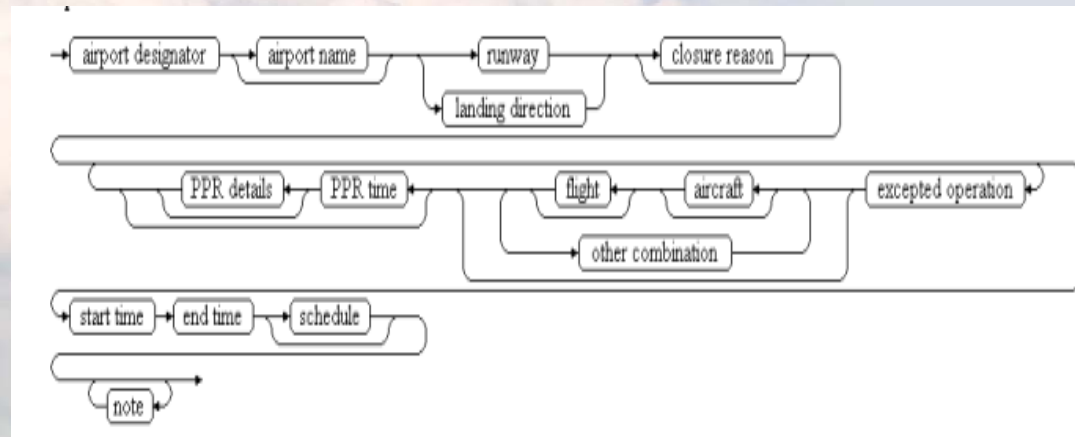 airport designator airport name runway closure reason
landing direction
PPR details PPR time flight aircraft excepted operation
other combination
start time end time schedule
note